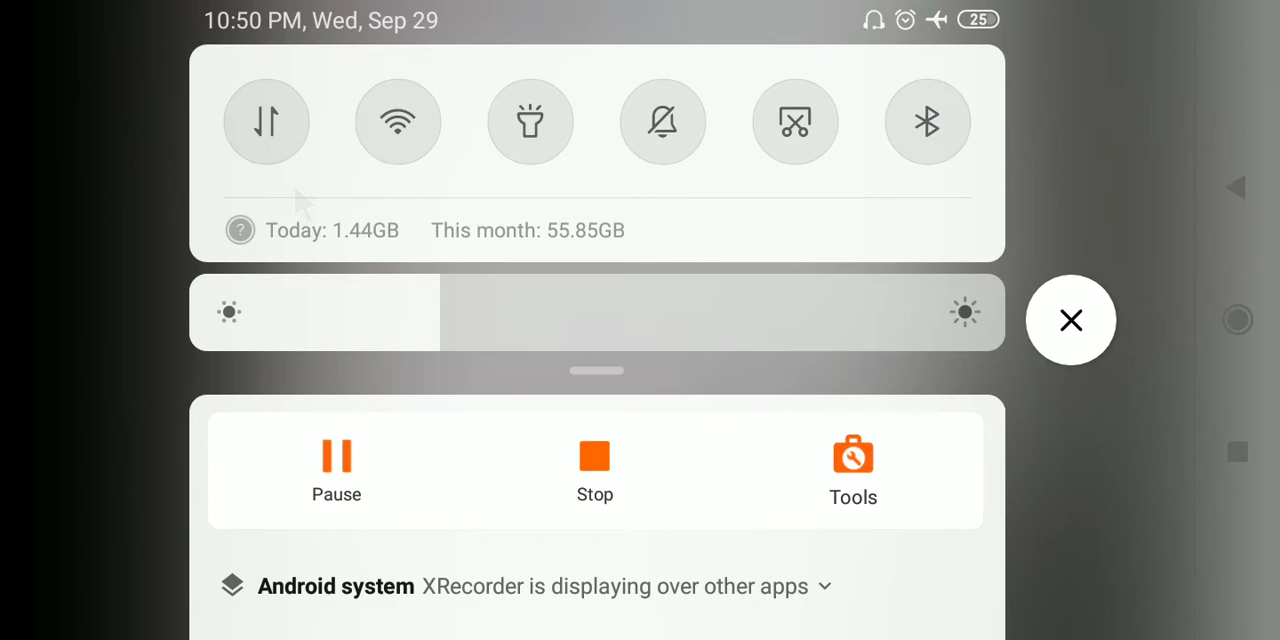 10:50 PM, Wed, Sep 29 25
? Today: 1.44GB This month: 55.85GB
Pause Stop Tools
Android system XRecorder is displaying over other apps